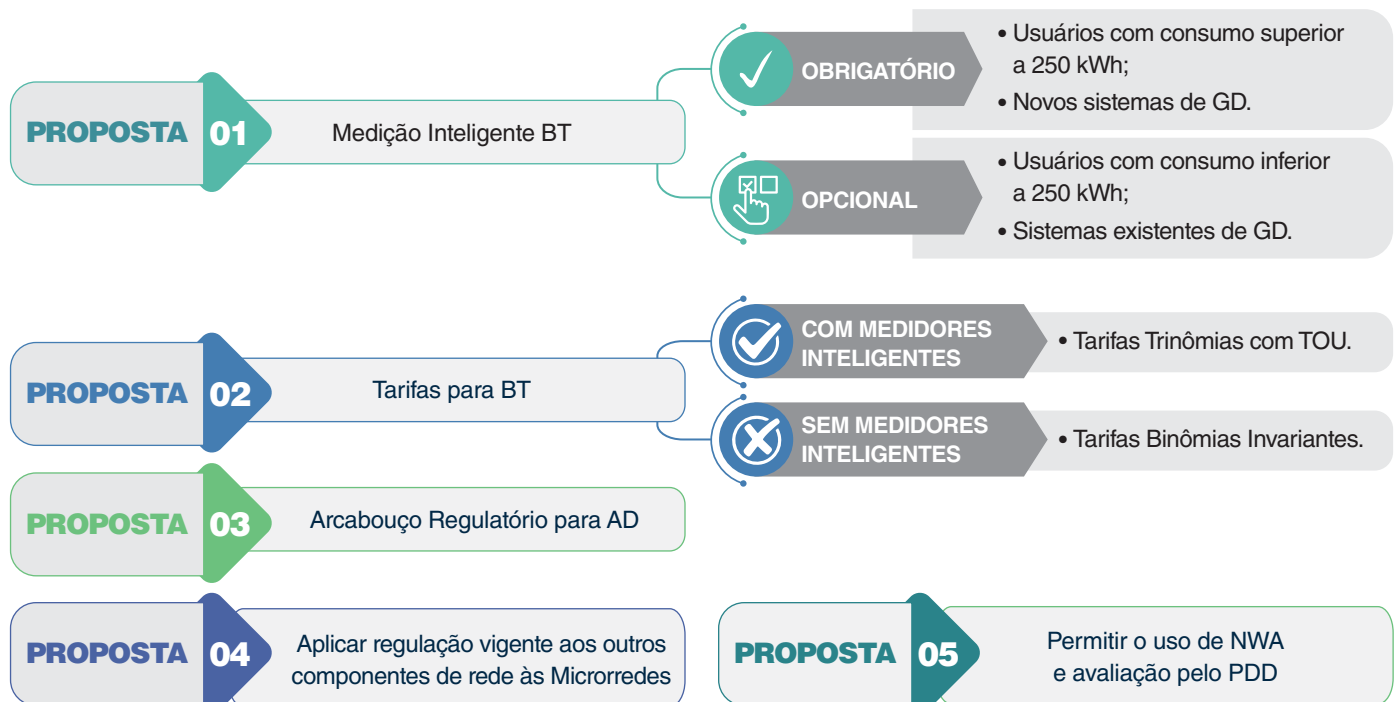 PROPOSTA 01
Medição Inteligente BT
OBRIGATÓRIO
• Usuários com consumo superior
a 250 kWh;
• Novos sistemas de GD.
OPCIONAL
• Usuários com consumo inferior
a 250 kWh;
• Sistemas existentes de GD.
PROPOSTA 02
Tarifas para BT
COM MEDIDORES
INTELIGENTES
• Tarifas Trinômias com TOU.
SEM MEDIDORES
INTELIGENTES
• Tarifas Binômias Invariantes.
PROPOSTA 03
Arcabouço Regulatório para AD
PROPOSTA 04
Aplicar regulação vigente aos outros
componentes de rede às Microrredes
PROPOSTA 05
Permitir o uso de NWA
e avaliação pelo PDD